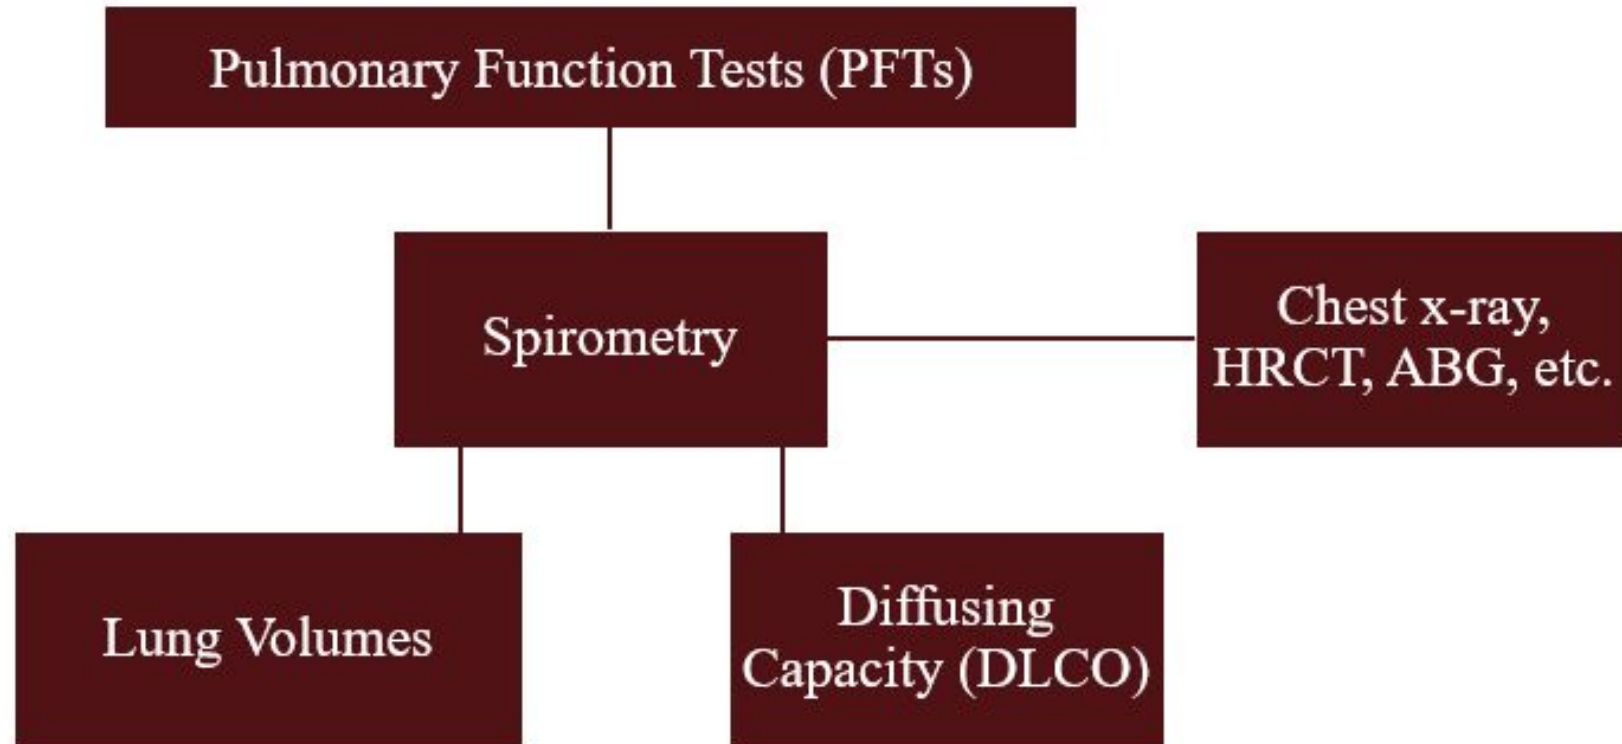 Pulmonary Function Tests (PFTs)
Spirometry
Chest x-ray,
HRCT, ABG, etc.
Lung Volumes
Diffusing
Capacity (DLCO)